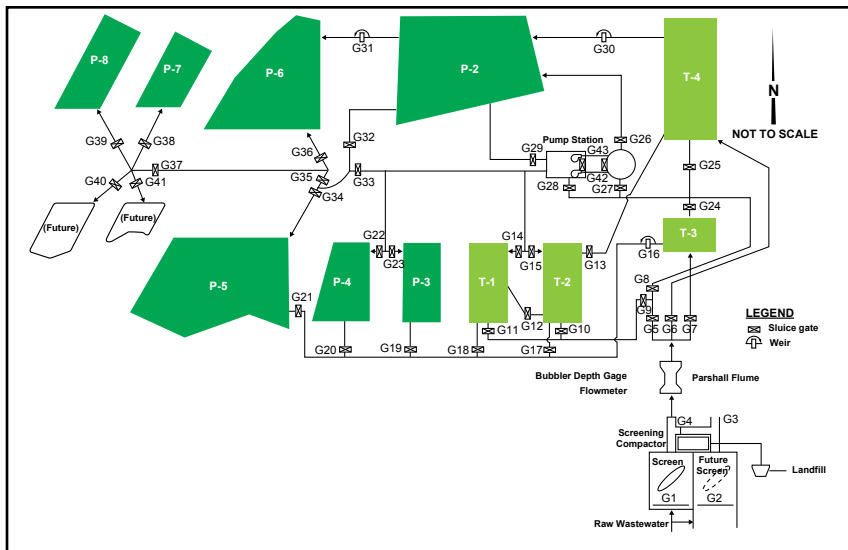 P-8
P-7
P-6
P-2
T-4
G31
G30
N
NOT TO SCALE
G39
G38
G32
G36
G37
G35
G33
G34
G40
G41
(Future)
(Future)
Pump Station
G29
G43
G26
G42
G28
G27
G25
G24
T-3
G16
P-5
P-4
P-3
T-1
T-2
G22
G23
G14
G15
G13
G21
G20
G19
G18
G17
G11
G12
G10
G8
G9
G5
G6
G7
LEGEND
Sluice gate
Weir
Bubbler Depth Gage
Flowmeter
Parshall Flume
G4
G3
Screening
Compactor
Screen
Future
Screen
G1
G2
Landfill
Raw Wastewater